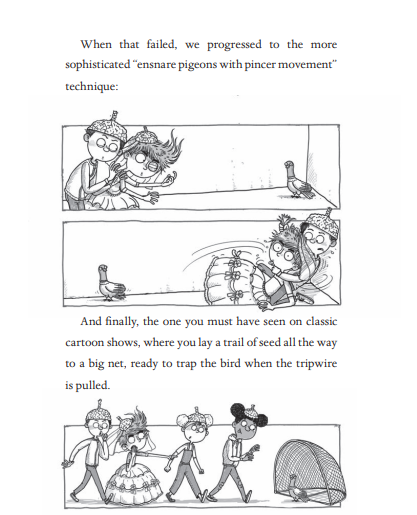 When that failed, we progressed to the more
sophisticated “ensnare pigeons with pincer movement”
technique:
And finally, the one you must have seen on classic
cartoon shows, where you lay a trail of seed all the way
to a big net, ready to trap the bird when the tripwire
is pulled.